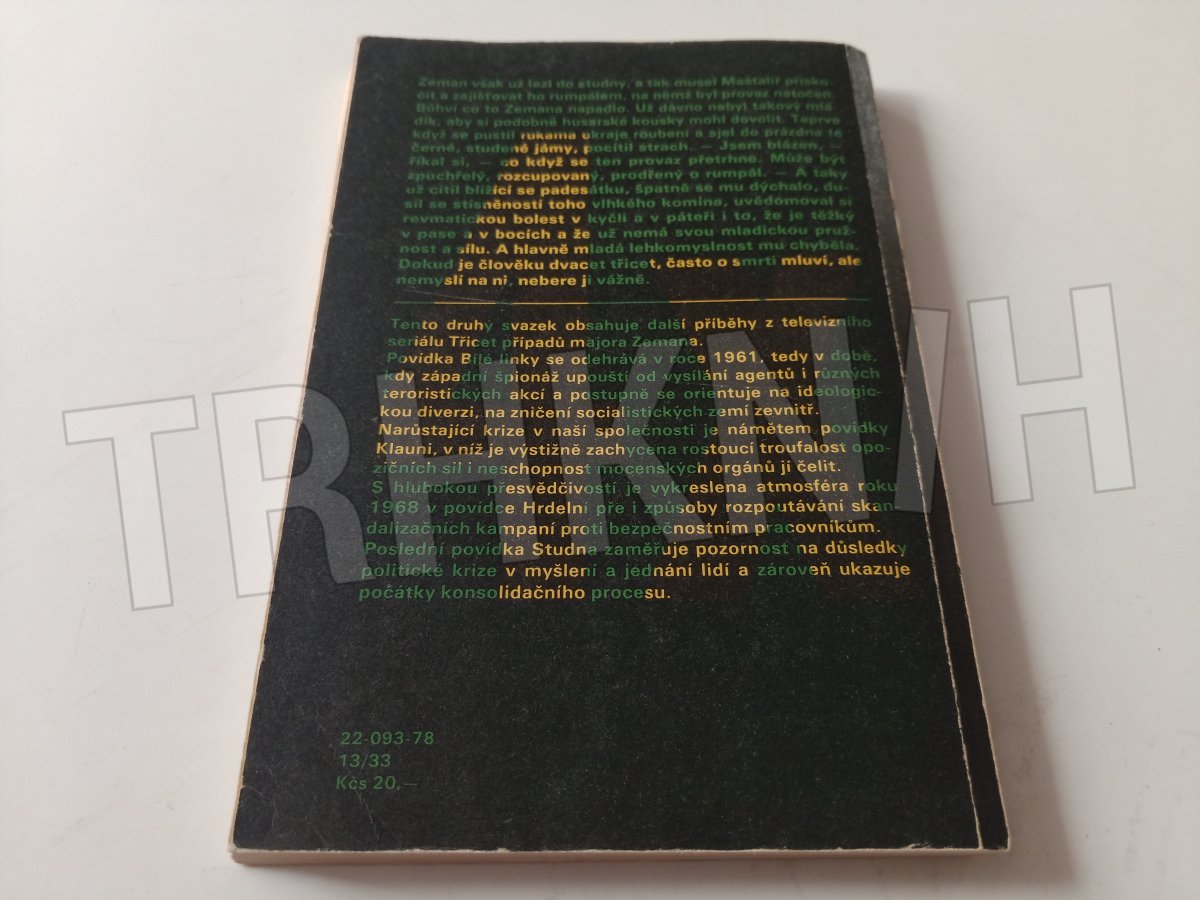 Zeman však už lezl do studny, a tak musel Maštalíř přisko-
čit a zajišťovat ho rumpálem, na němž byl provaz natočen
Bůhví co to Zemana napadlo. Už dávno nebyl takový mla-
dík, aby si podobné husarské kousky mohl dovolit. Teprve
když se pustil rukama okraje roubení a sjel do prázdna té
černé, studené jámy, pocítil strach. — Jsem blázen, —
říkal si, — co když se ten provaz přetrhne. Může být
zpuchřelý, rozcupovaný, prodřený o rumpál. — A taky
už cítil blížící se padesátku, špatně se mu dýchalo, du-
sil se stísněností toho vlhkého komína, uvědomoval si
revmatickou bolest v kyčli a v páteři i to, že je těžký
v pase a v bocích a že už nemá svou mladickou pruž-
nost a sílu. A hlavně mladá lehkomyslnost mu chyběla.
Dokud je člověku dvacet třicet, často o smrti mluví, ale
nemyslí na ni, nebere ji vážně.
Tento druhý svazek obsahuje další příběhy z televizního
seriálu Třicet případů majora Zemana.
Povídka Bílé linky se odehrává v roce 1961, tedy v době,
kdy západní špionáž upouští od vysílání agentů i různých
teroristických akcí a postupně se orientuje na ideologic-
kou diverzi, na zničení socialistických zemí zevnitř.
Narůstající krize v naší společnosti je námětem povídky
Klauni, v níž je výstižně zachycena rostoucí troufalost opo-
zičních sil i neschopnost mocenských orgánů jí čelit.
S hlubokou přesvědčivostí je vykreslena atmosféra roku
1968 v povídce Hrdelní pře i způsoby rozpoutávání skan-
dalizačních kampaní proti bezpečnostním pracovníkům.
Poslední povídka Studna zaměřuje pozornost na důsledky
politické krize v myšlení a jednání lidí a zároveň ukazuje
počátky konsolidačního procesu.
22-093-78
13/33
Kčs 20,—
TRHKNIH